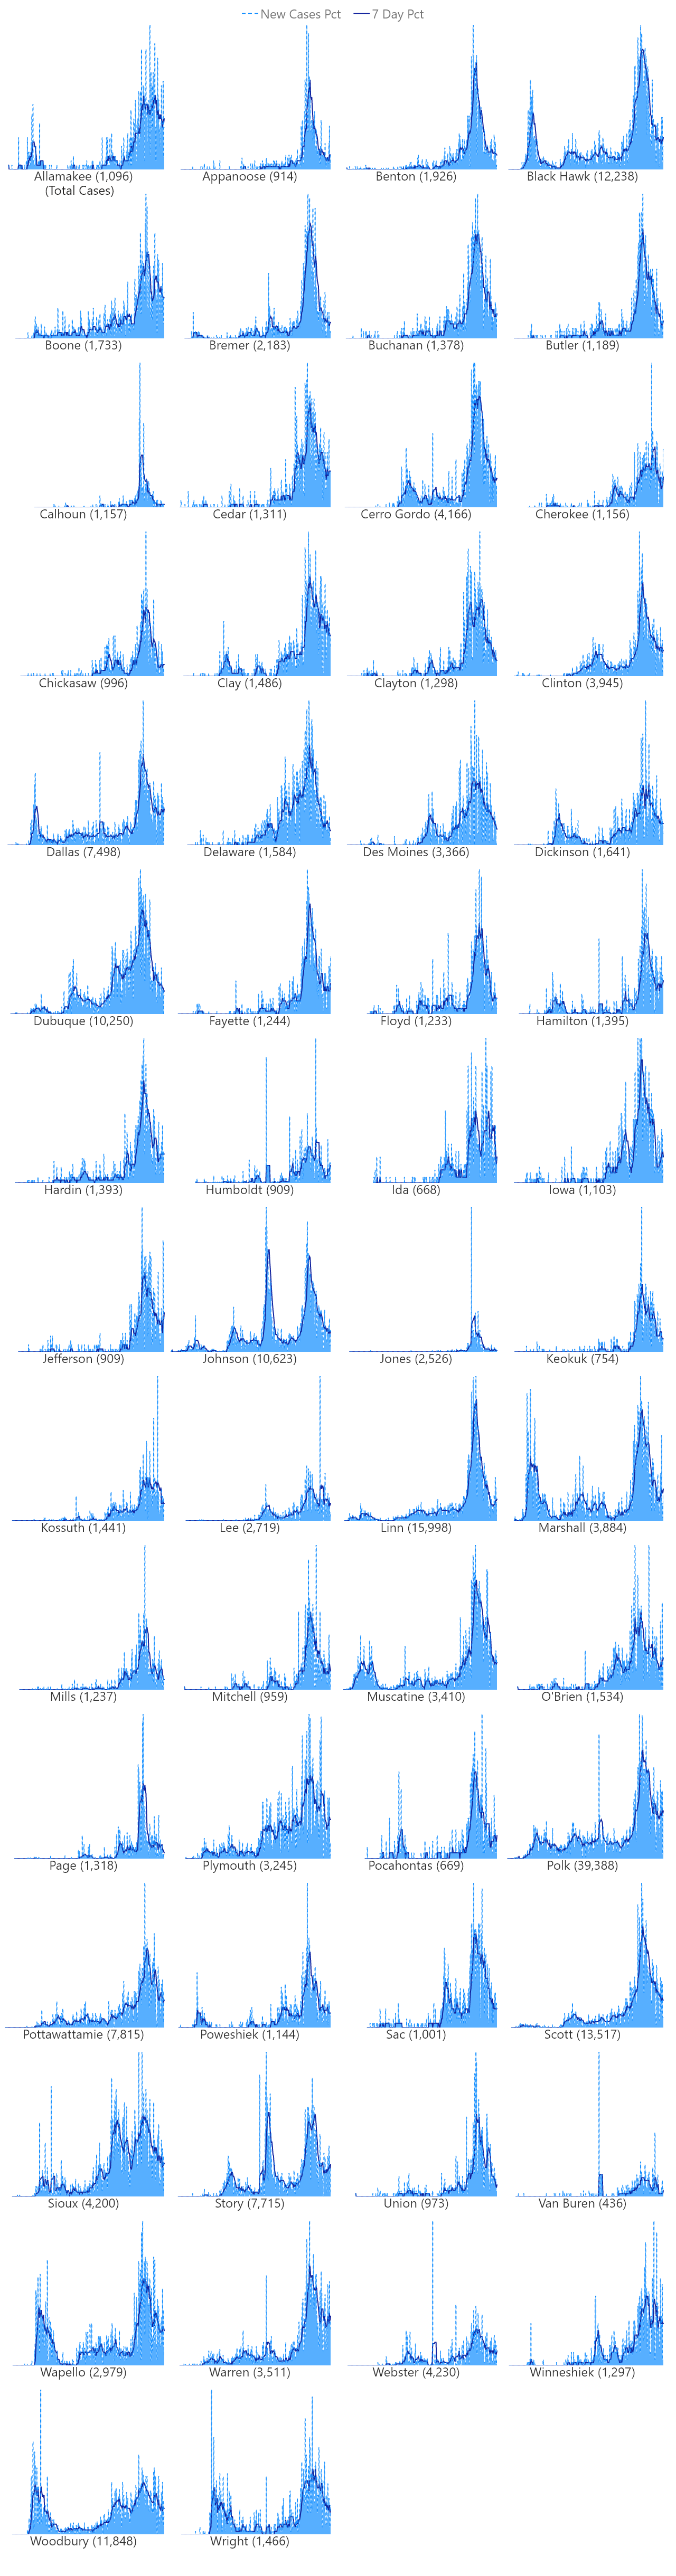 New Cases Pct 7 Day Pct
Allamakee (1,096) Appanoose (914) Benton (1,926) Black Hawk (12,238)
(Total Cases)
Boone (1,733) Bremer (2,183) Buchanan (1,378) Butler (1,189)
Calhoun (1,157) Cedar (1,311) Cerro Gordo (4,166) Cherokee (1,156)
Chickasaw (996) Clay (1,486) Clayton (1,298) Clinton (3,945)
Dallas (7,498) Delaware (1,584) Des Moines (3,366) Dickinson (1,641)
Dubuque (10,250) Fayette (1,244) Floyd (1,233) Hamilton (1,395)
Hardin (1,393) Humboldt (909) Ida (668) Iowa (1,103)
Jefferson (909) Johnson (10,623) Jones (2,526) Keokuk (754)
Kossuth (1,441) Lee (2,719) Linn (15,998) Marshall (3,884)
Mills (1,237) Mitchell (959) Muscatine (3,410) O'Brien (1,534)
Page (1,318) Plymouth (3,245) Pocahontas (669) Polk (39,388)
Pottawattamie (7,815) Poweshiek (1,144) Sac (1,001) Scott (13,517)
Sioux (4,200) Story (7,715) Union (973) Van Buren (436)
Wapello (2,979) Warren (3,511) Webster (4,230) Winneshiek (1,297)
Woodbury (11,848) Wright (1,466)